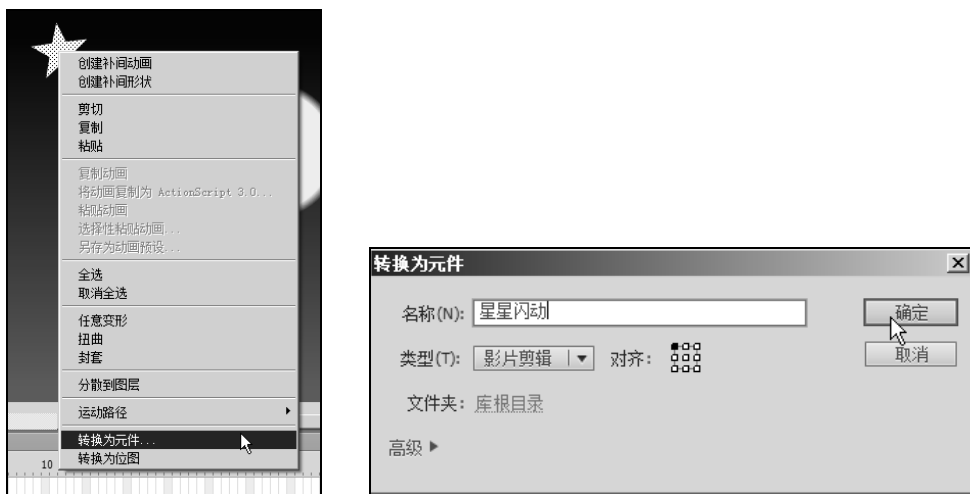 创建补间动画
创建补间形状
剪切
复制
粘贴
复制动画
将动画复制为 ActionScript 3.0...
粘贴动画
选择性粘贴动画...
另存为动画预设...
全选
取消全选
任意变形
扭曲
封套
分散到图层
运动路径
转换为元件...
转换为位图
10
转换为元件
名称(N): 星星闪动
确定
类型(T): 影片剪辑 对齐:
取消
文件夹: 库根目录
高级